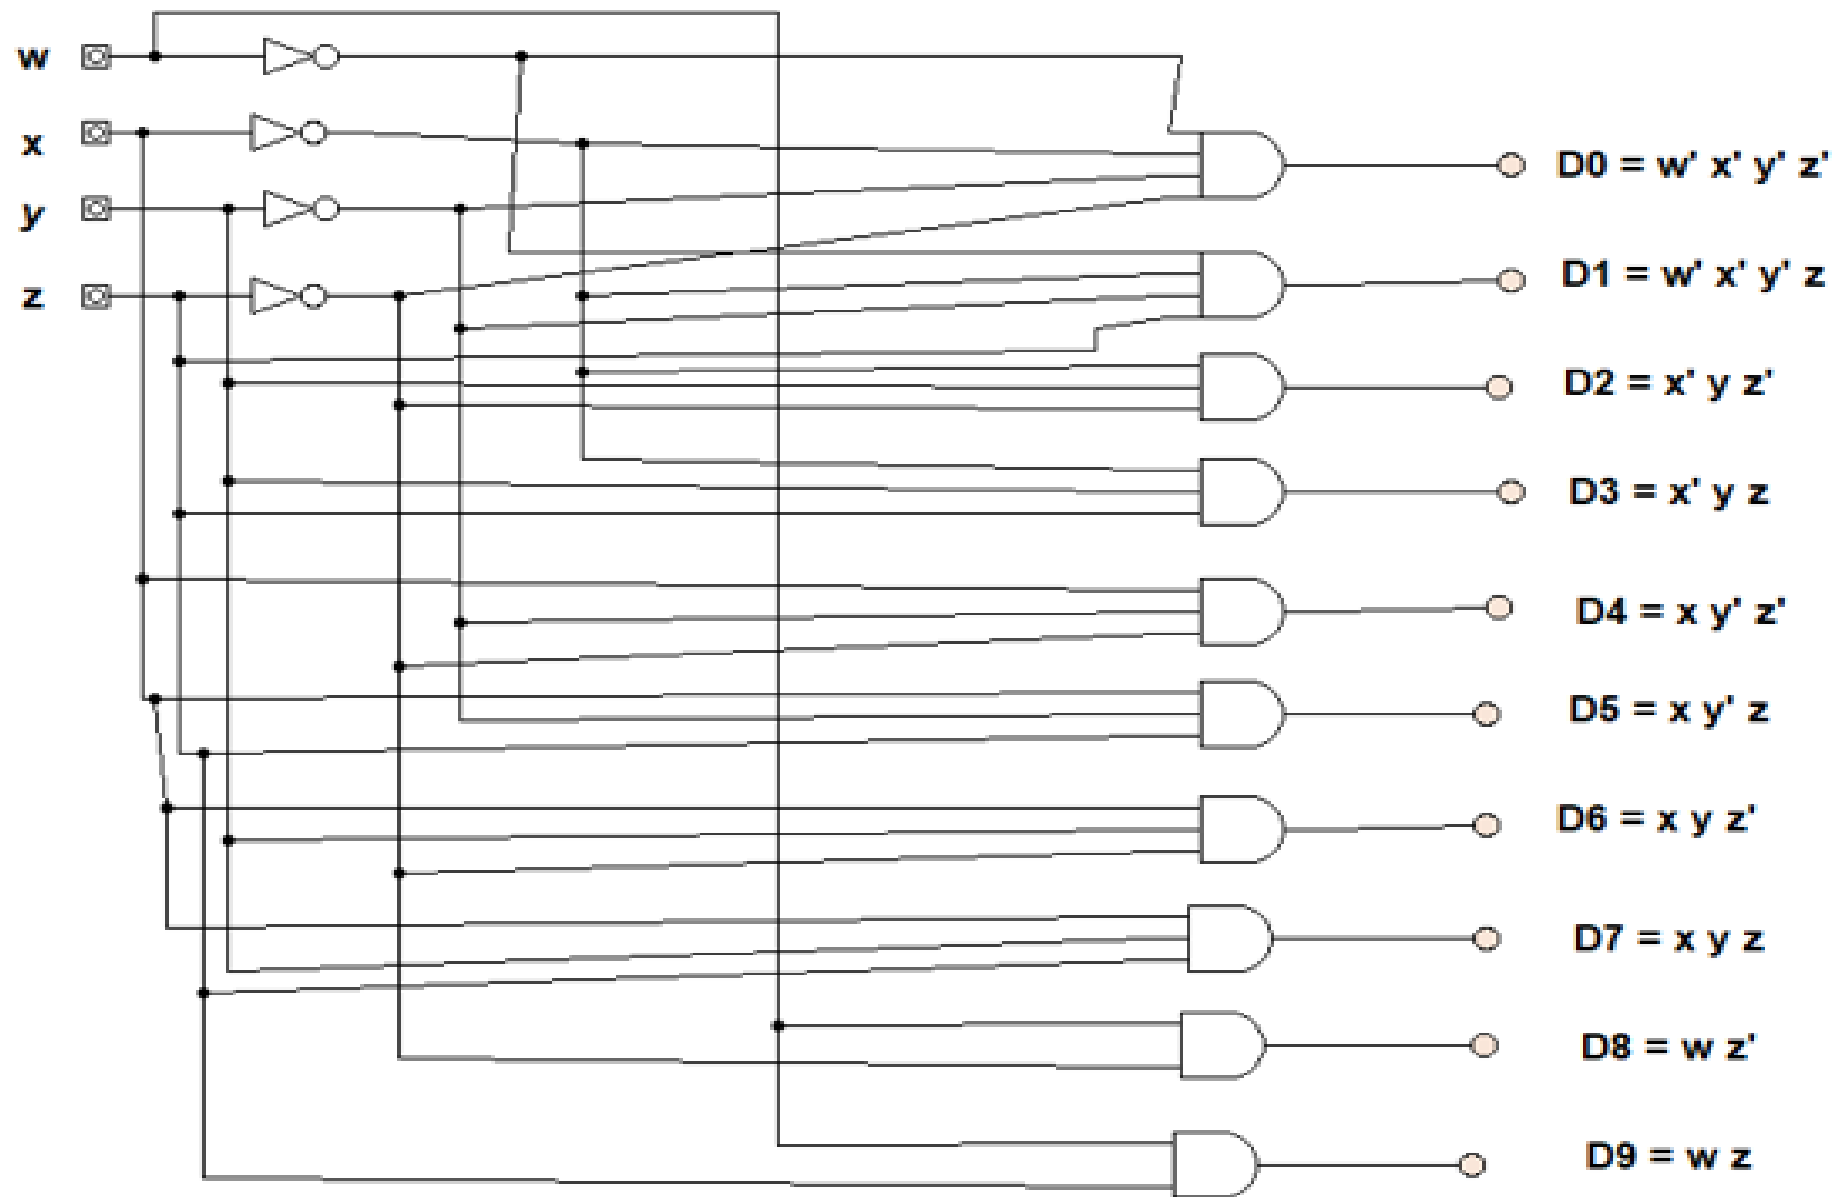 w
x
y
z
D0 = w' x' y' z'
D1 = w' x' y' z
D2 = x' y z'
D3 = x' y z
D4 = x y' z'
D5 = x y' z
D6 = x y z'
D7 = x y z
D8 = w z'
D9 = w z